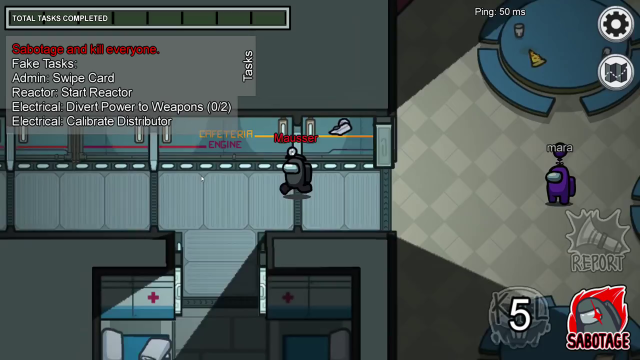 TOTAL TASKS COMPLETED
Ping: 50 ms
Sabotage and kill everyone.
Fake Tasks:
Admin: Swipe Card
Reactor: Start Reactor
Electrical: Divert Power to Weapons (0/2)
Electrical: Calibrate Distributor
Tasks
CAFETERIA
ENGINE
Mausser
mara
REPORT
5
SABOTAGE